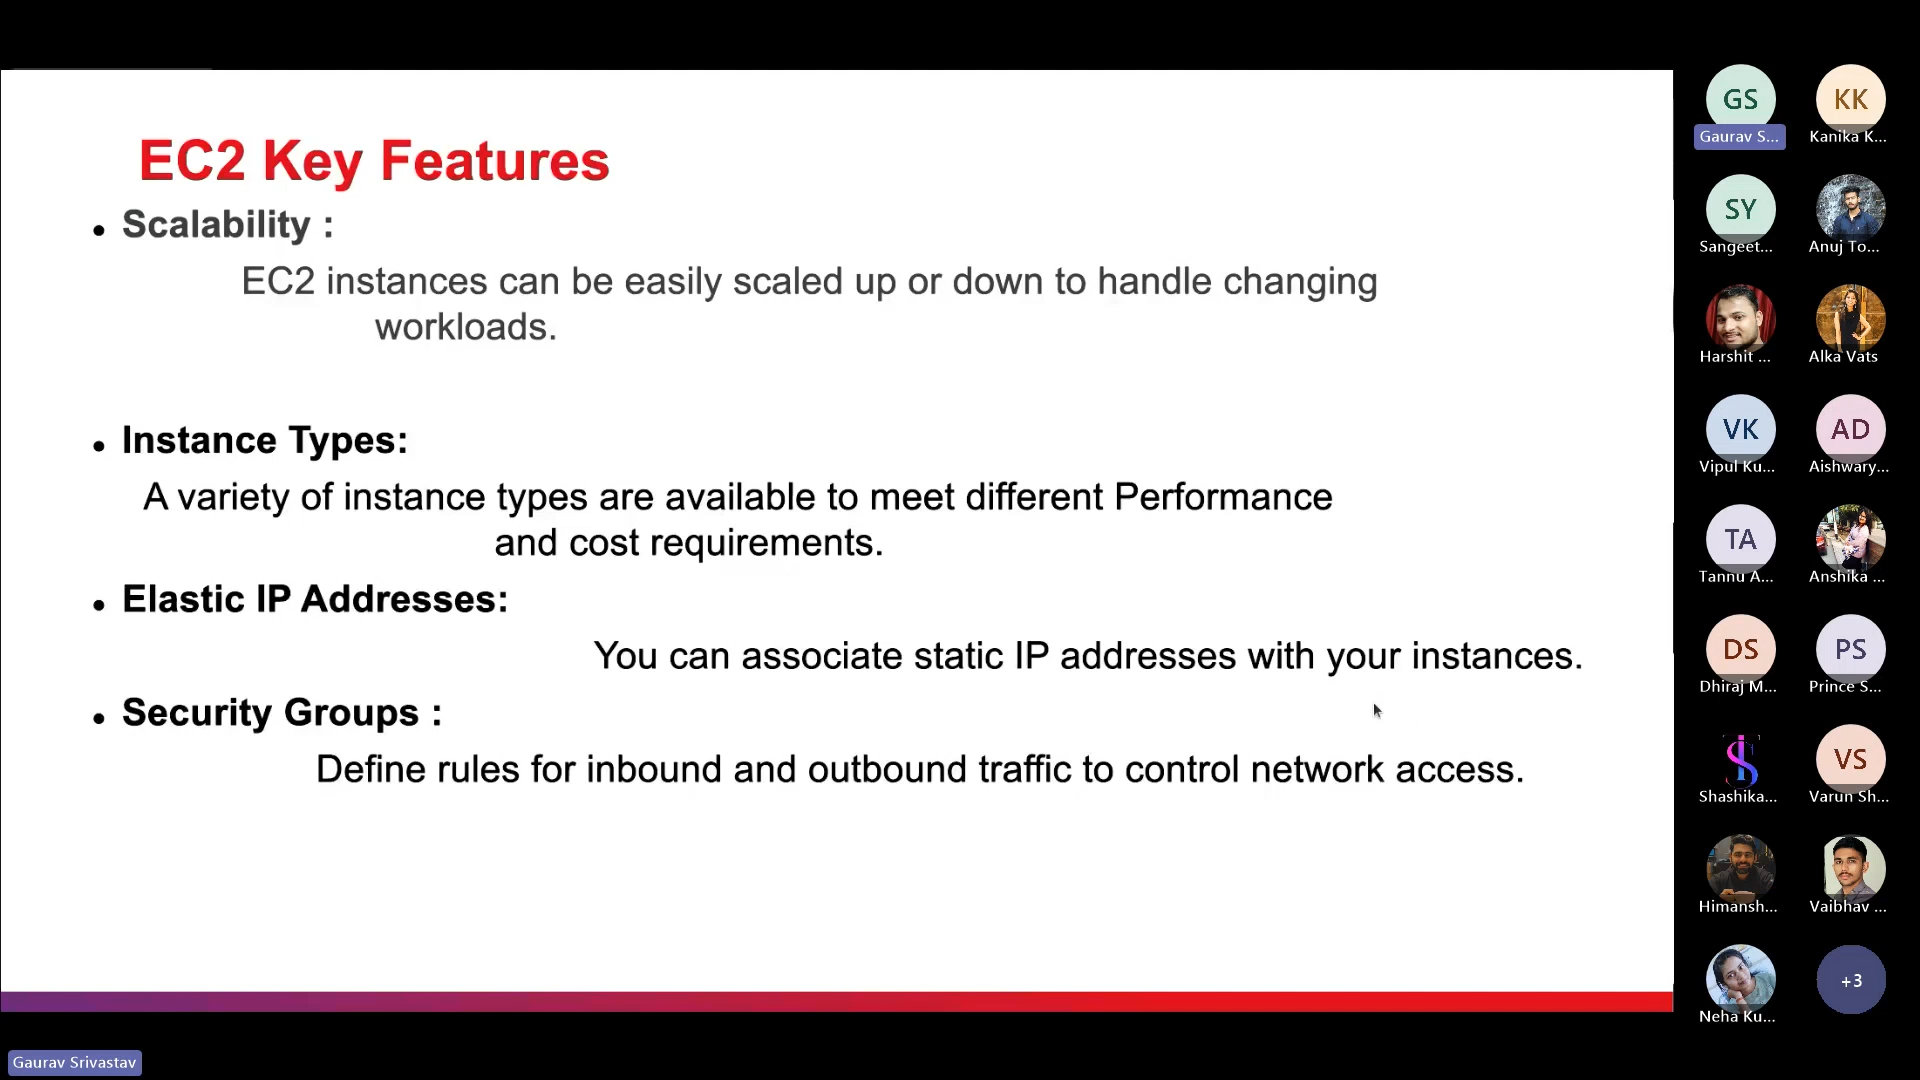 EC2 Key Features
• Scalability :
EC2 instances can be easily scaled up or down to handle changing
workloads.
• Instance Types:
A variety of instance types are available to meet different Performance
and cost requirements.
• Elastic IP Addresses:
You can associate static IP addresses with your instances.
• Security Groups :
Define rules for inbound and outbound traffic to control network access.
Gaurav Srivastav
GS
Gaurav S...
KK
Kanika K...
SY
Sangeet...
Anuj To...
Harshit ...
Alka Vats
VK
Vipul Ku...
AD
Aishwary...
TA
Tannu A...
Anshika ...
DS
Dhiraj M...
PS
Prince S...
Shashika...
VS
Varun Sh...
Himansh...
Vaibhav ...
Neha Ku...
+3